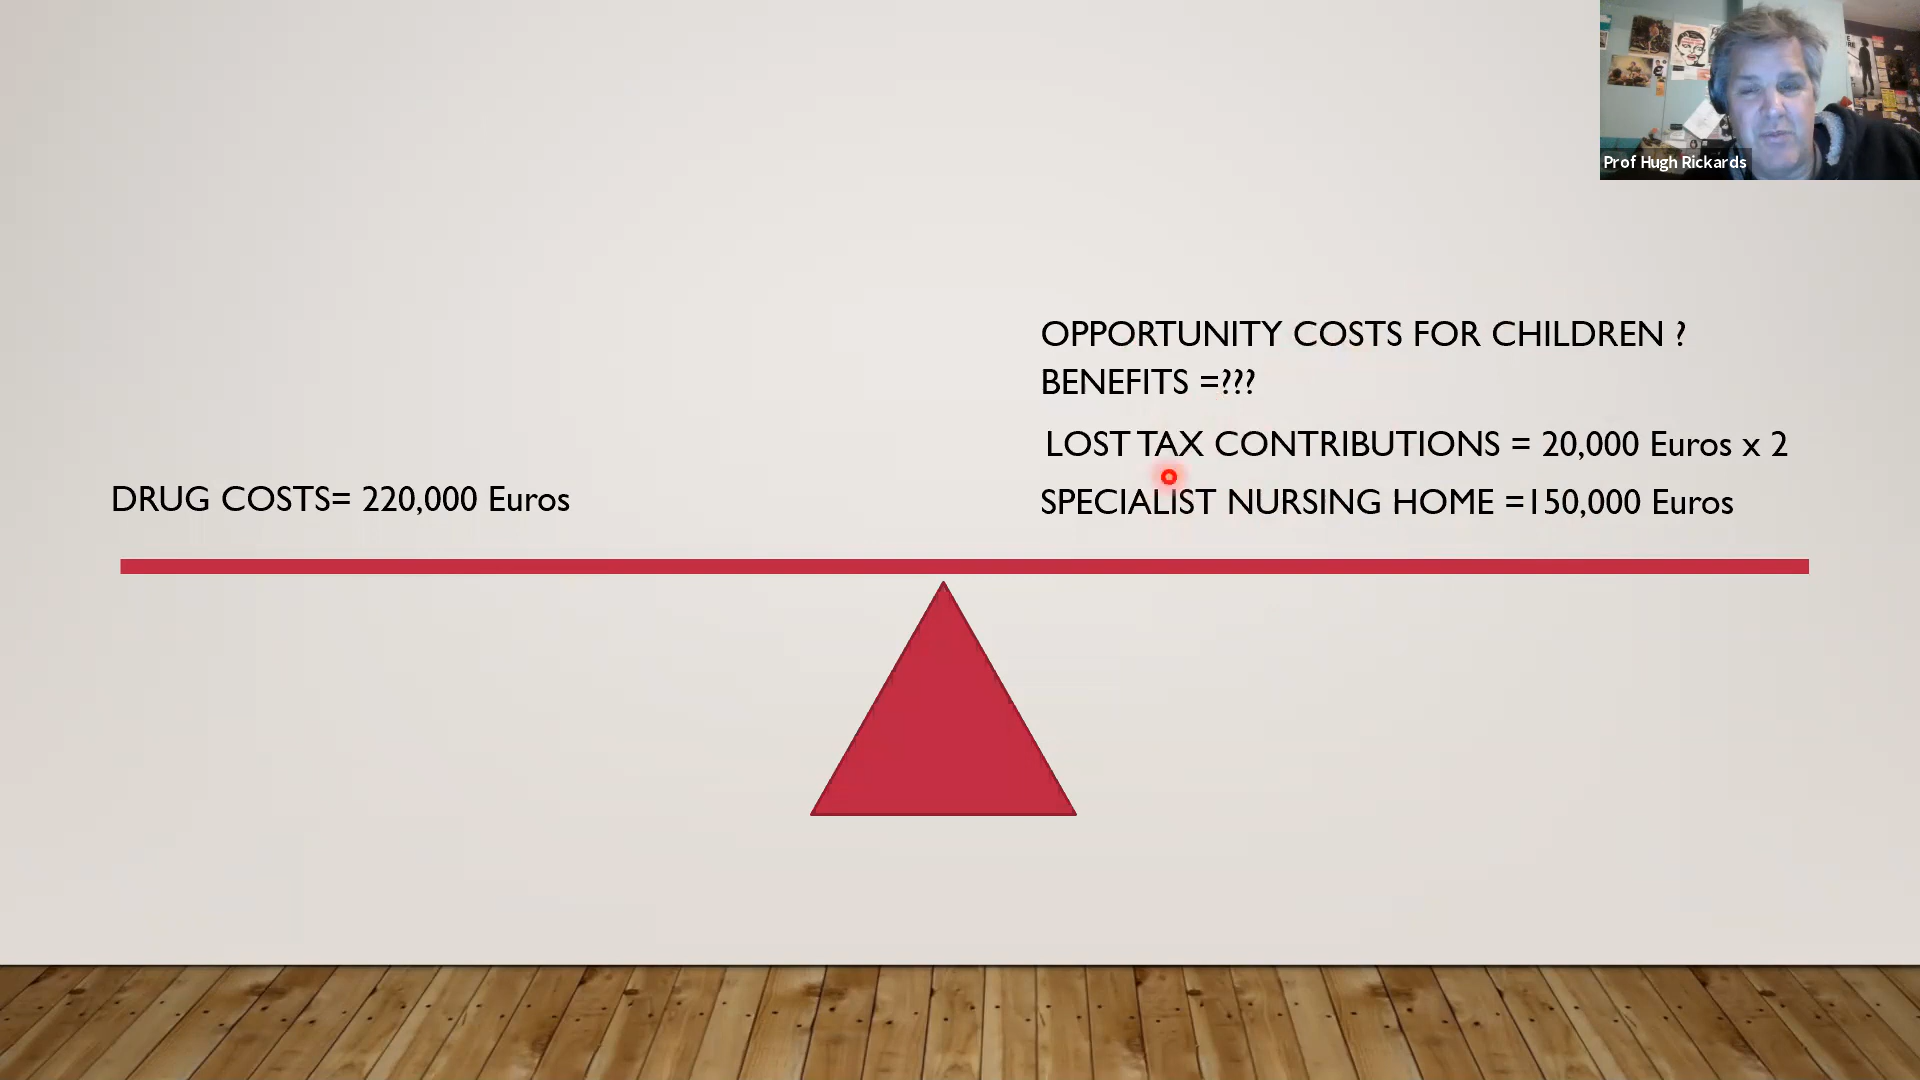 Prof Hugh Rickards
OPPORTUNITY COSTS FOR CHILDREN ?
BENEFITS =???
LOST TAX CONTRIBUTIONS = 20,000 Euros x 2
DRUG COSTS= 220,000 Euros
SPECIALIST NURSING HOME =150,000 Euros